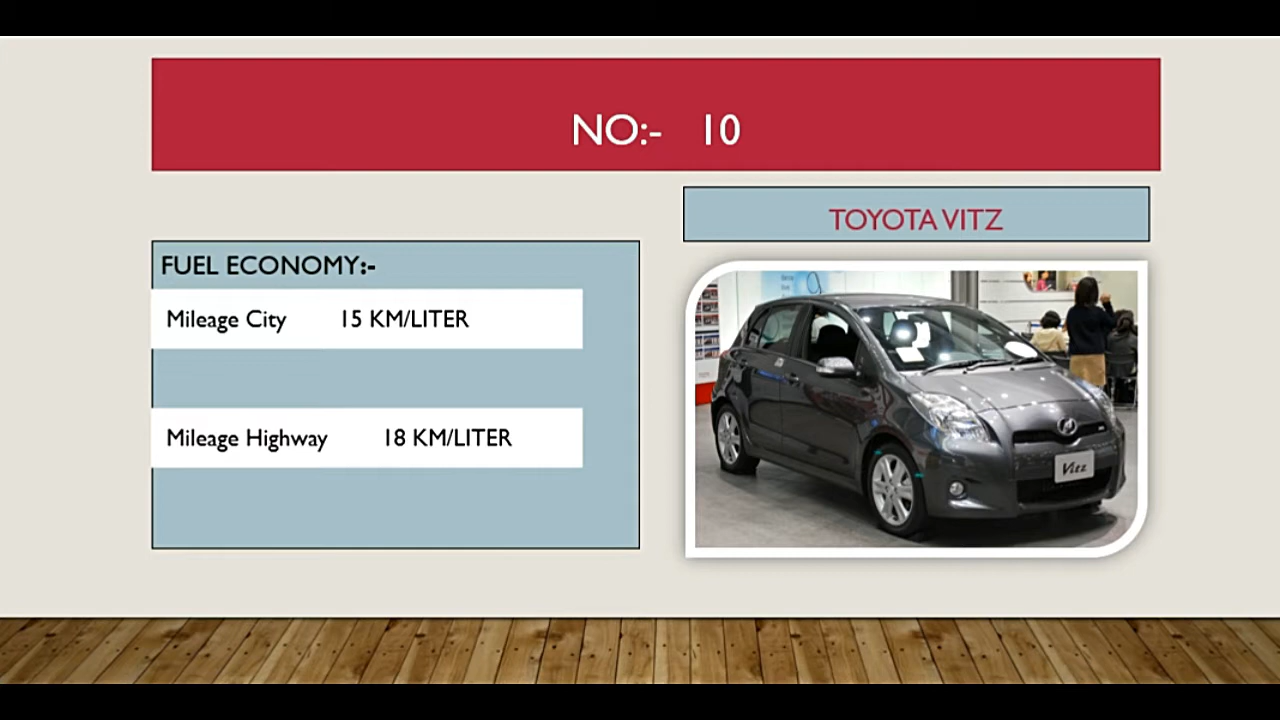 NO:- 10
TOYOTA VITZ
FUEL ECONOMY:-
Mileage City 15 KM/LITER
Mileage Highway 18 KM/LITER
Vitz